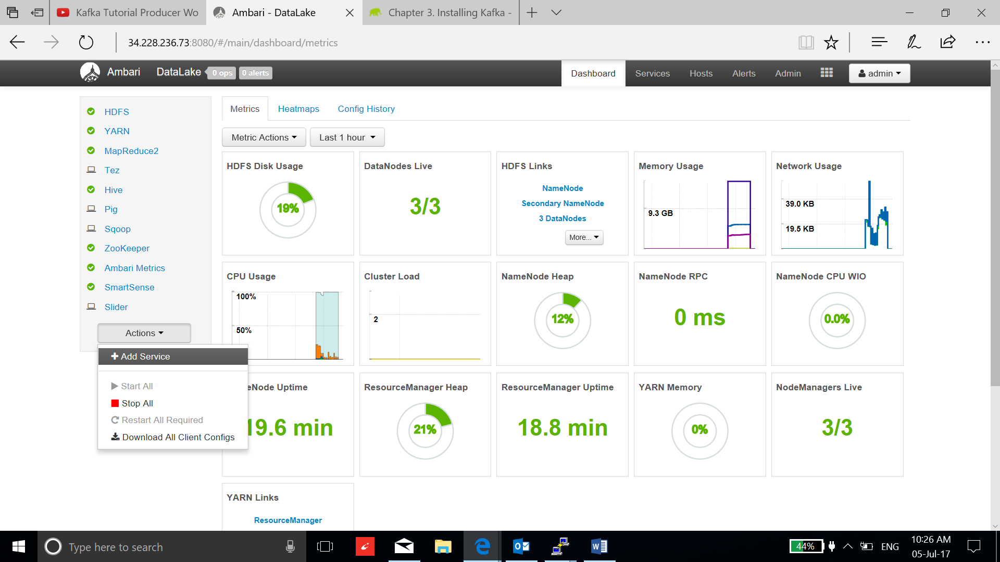 Kafka Tutorial Producer Wo
Ambari - DataLake
Chapter 3. Installing Kafka -
34.228.236.73:8080/#/main/dashboard/metrics
Ambari DataLake 0 ops 0 alerts
Dashboard Services Hosts Alerts Admin admin
HDFS
YARN
MapReduce2
Tez
Hive
Pig
Sqoop
ZooKeeper
Ambari Metrics
SmartSense
Slider
Actions
Add Service
Start All
Stop All
Restart All Required
Download All Client Configs
Metrics Heatmaps Config History
Metric Actions Last 1 hour
HDFS Disk Usage
19%
DataNodes Live
3/3
HDFS Links
NameNode
Secondary NameNode
3 DataNodes
More...
Memory Usage
9.3 GB
Network Usage
39.0 KB
19.5 KB
CPU Usage
100%
50%
Cluster Load
2
NameNode Heap
12%
NameNode RPC
0 ms
NameNode CPU WIO
0.0%
eNode Uptime
19.6 min
ResourceManager Heap
21%
ResourceManager Uptime
18.8 min
YARN Memory
0%
NodeManagers Live
3/3
YARN Links
ResourceManager
Type here to search
44%
ENG
10:26 AM
05-Jul-17